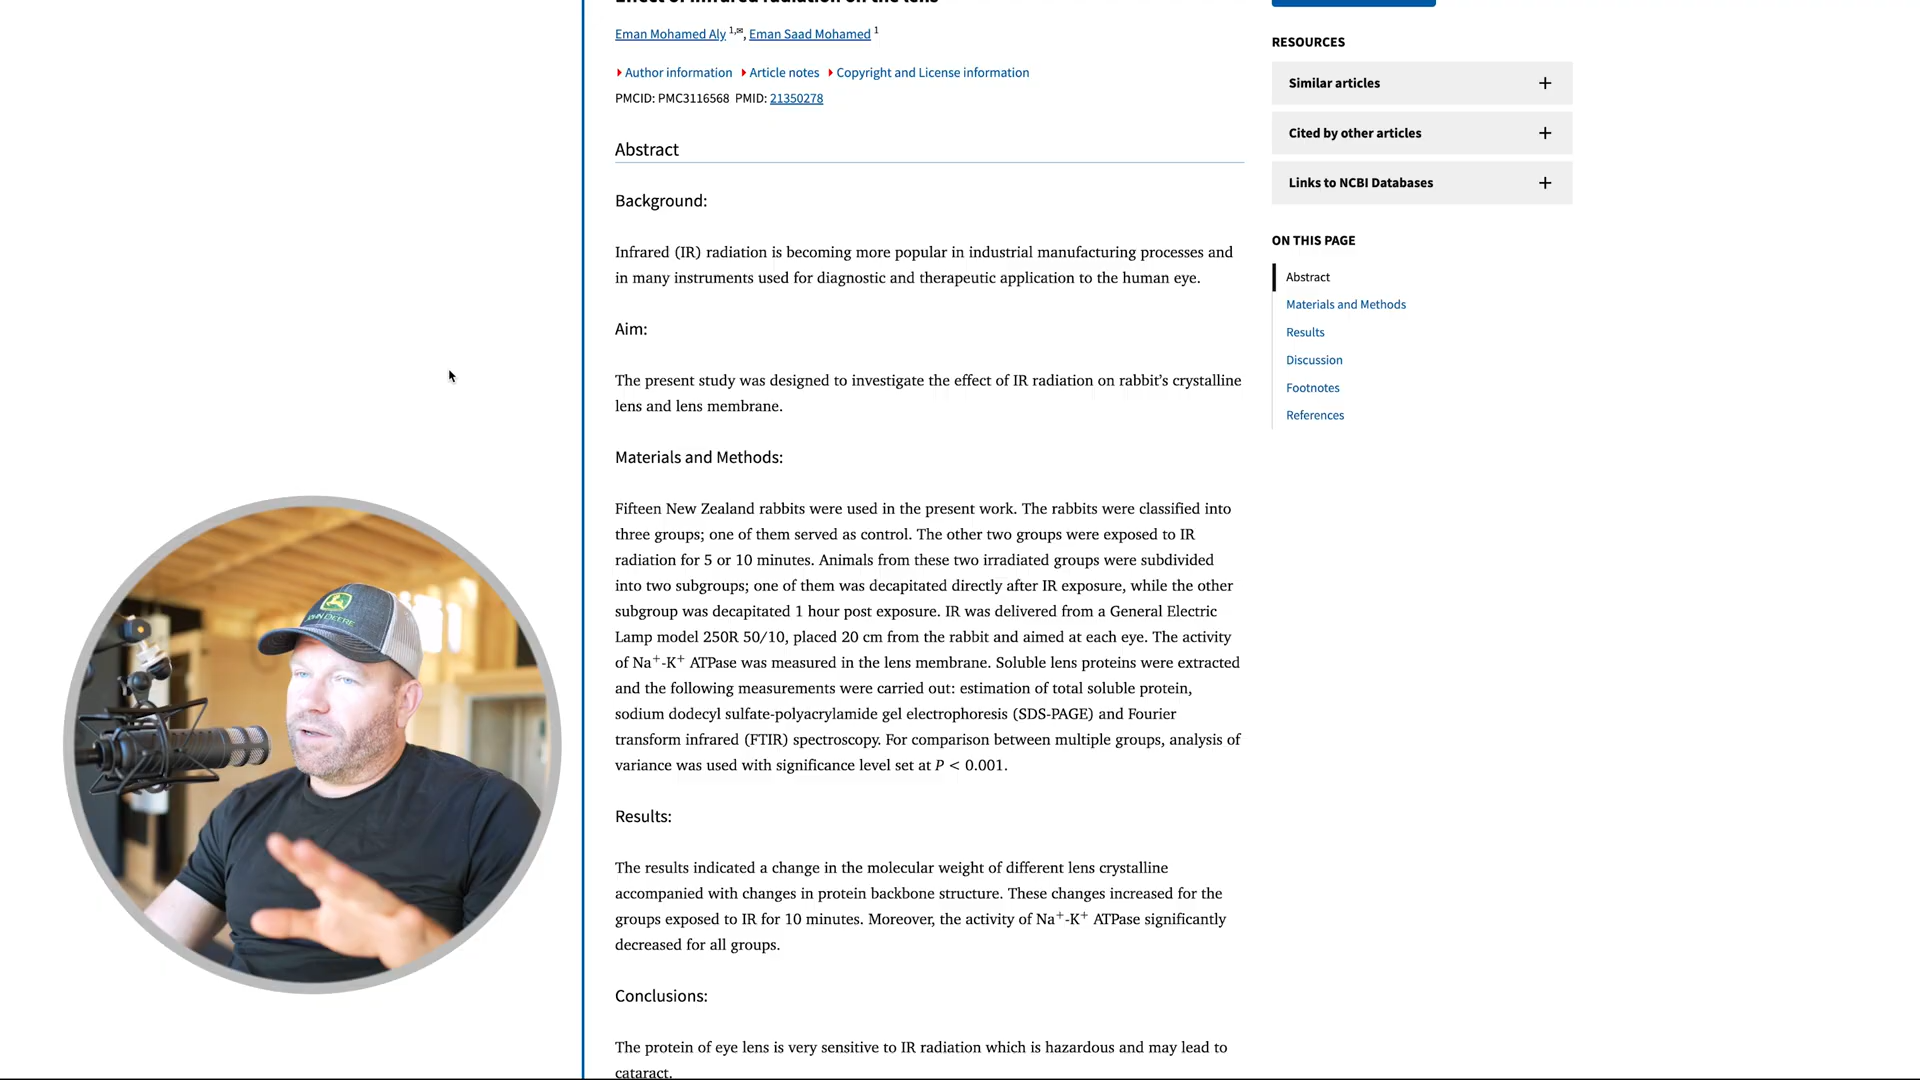 Effect of infrared radiation on the lens
Eman Mohamed Aly 1,✉, Eman Saad Mohamed 1
Author information Article notes Copyright and License information
PMCID: PMC3116568 PMID: 21350278
Abstract
Background:
Infrared (IR) radiation is becoming more popular in industrial manufacturing processes and
in many instruments used for diagnostic and therapeutic application to the human eye.
Aim:
The present study was designed to investigate the effect of IR radiation on rabbit's crystalline
lens and lens membrane.
Materials and Methods:
Fifteen New Zealand rabbits were used in the present work. The rabbits were classified into
three groups; one of them served as control. The other two groups were exposed to IR
radiation for 5 or 10 minutes. Animals from these two irradiated groups were subdivided
into two subgroups; one of them was decapitated directly after IR exposure, while the other
subgroup was decapitated 1 hour post exposure. IR was delivered from a General Electric
Lamp model 250R 50/10, placed 20 cm from the rabbit and aimed at each eye. The activity
of Na⁺-K⁺ ATPase was measured in the lens membrane. Soluble lens proteins were extracted
and the following measurements were carried out: estimation of total soluble protein,
sodium dodecyl sulfate-polyacrylamide gel electrophoresis (SDS-PAGE) and Fourier
transform infrared (FTIR) spectroscopy. For comparison between multiple groups, analysis of
variance was used with significance level set at P < 0.001.
Results:
The results indicated a change in the molecular weight of different lens crystalline
accompanied with changes in protein backbone structure. These changes increased for the
groups exposed to IR for 10 minutes. Moreover, the activity of Na⁺-K⁺ ATPase significantly
decreased for all groups.
Conclusions:
The protein of eye lens is very sensitive to IR radiation which is hazardous and may lead to
cataract.
RESOURCES
Similar articles
Cited by other articles
Links to NCBI Databases
ON THIS PAGE
Abstract
Materials and Methods
Results
Discussion
Footnotes
References
JOHN DEERE